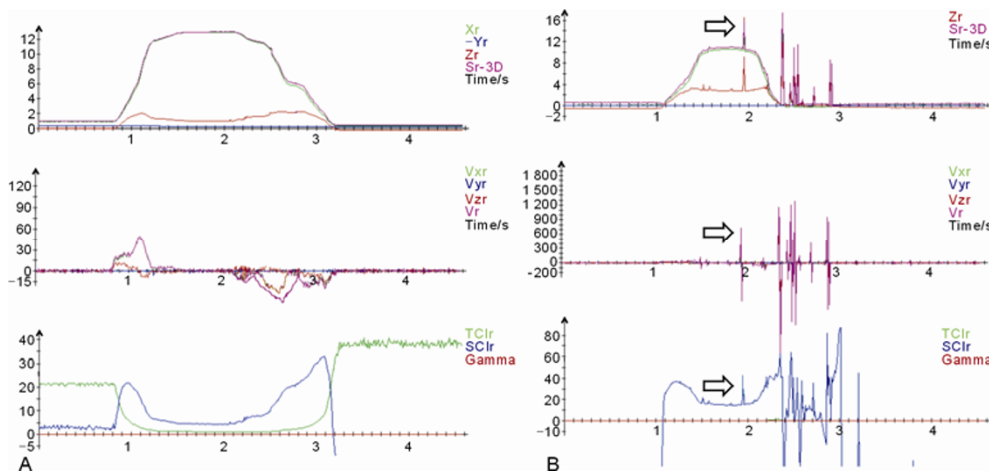 Xr
-Yr
Zr
Sr-3D
Time/s
12
10
8
6
4
2
0
1 2 3 4
Vxr
Vyr
Vzr
Vr
Time/s
120
90
60
30
0
-15
1 2 3 4
TClr
SClr
Gamma
40
30
20
10
0
-5
1 2 3 4
A
Zr
Sr-3D
Time/s
16
12
8
4
0
-2
1 2 3 4
Vxr
Vyr
Vzr
Vr
Time/s
1 800
1 500
1 200
900
600
300
0
-200
1 2 3 4
TClr
SClr
Gamma
80
60
40
20
0
-10
1 2 3 4
B